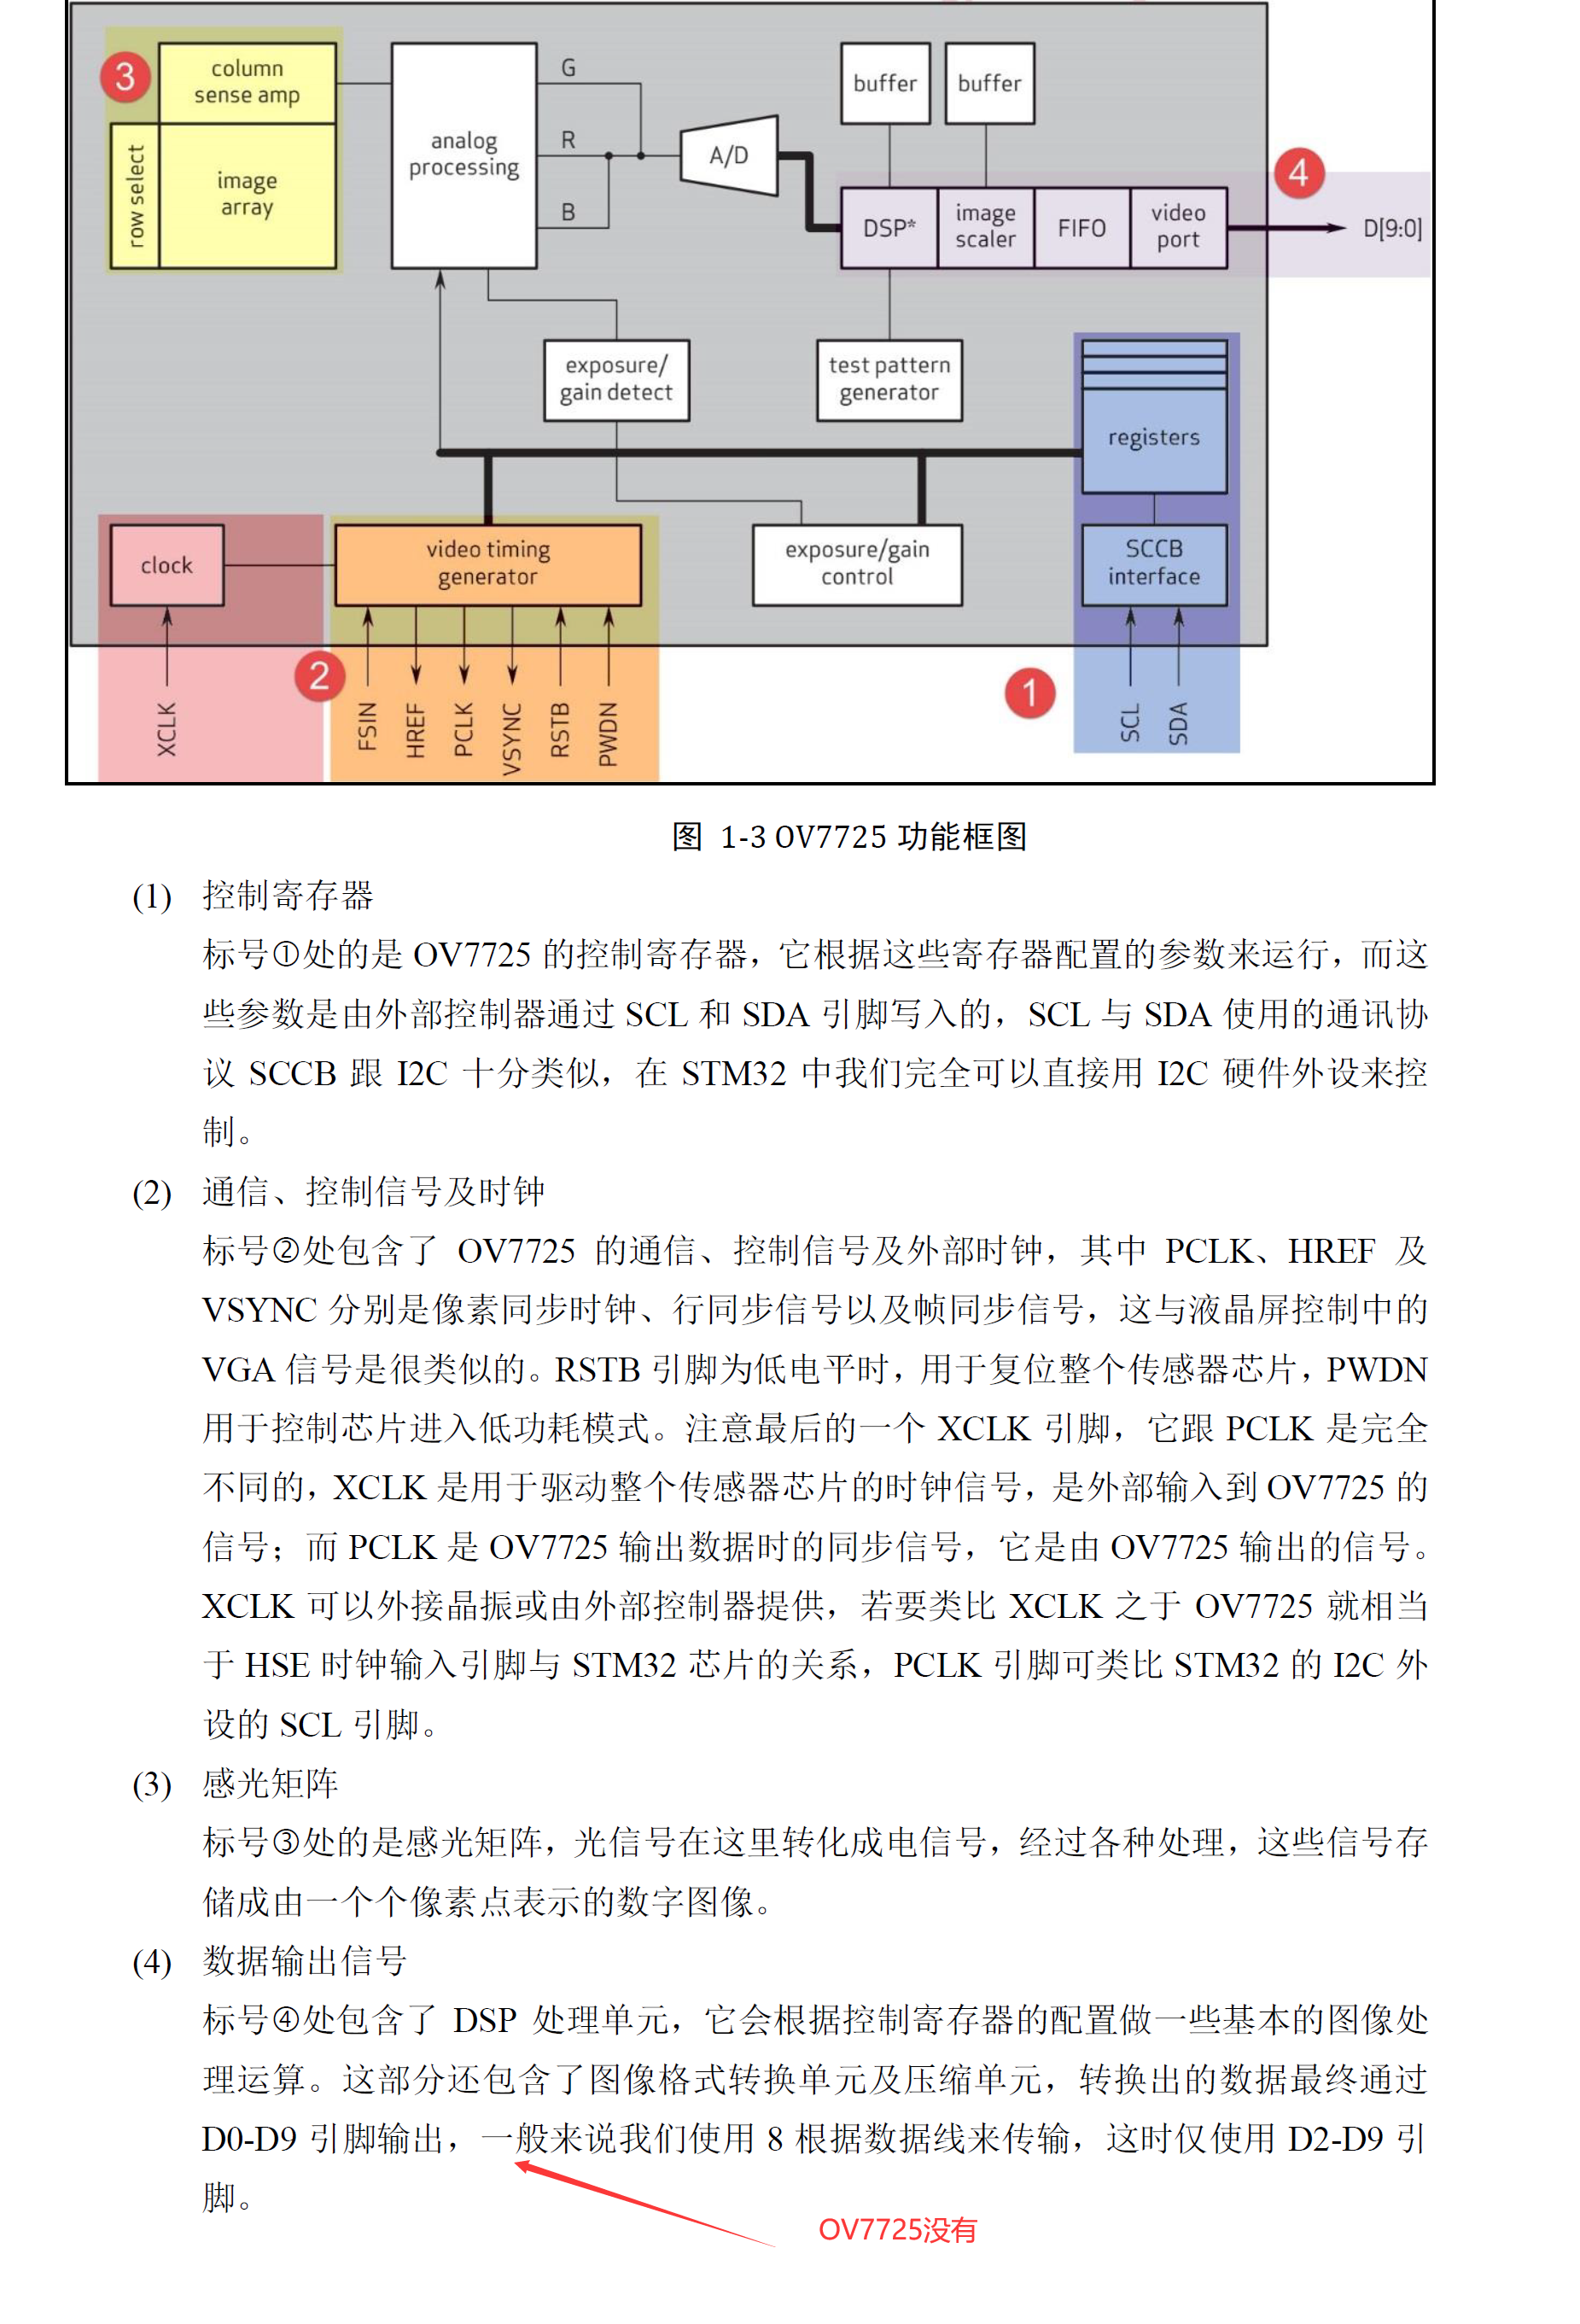 3
column
sense amp
row select
image
array
analog
processing
G
R
B
A/D
buffer
buffer
DSP*
image
scaler
FIFO
video
port
4
D[9:0]
exposure/
gain detect
test pattern
generator
registers
clock
video timing
generator
exposure/gain
control
SCCB
interface
2
1
XCLK
FSIN
HREF
PCLK
VSYNC
RSTB
PWDN
SCL
SDA
图 1-3 OV7725 功能框图
(1) 控制寄存器
标号①处的是 OV7725 的控制寄存器，它根据这些寄存器配置的参数来运行，而这
些参数是由外部控制器通过 SCL 和 SDA 引脚写入的，SCL 与 SDA 使用的通讯协
议 SCCB 跟 I2C 十分类似，在 STM32 中我们完全可以直接用 I2C 硬件外设来控
制。
(2) 通信、控制信号及时钟
标号②处包含了 OV7725 的通信、控制信号及外部时钟，其中 PCLK、HREF 及
VSYNC 分别是像素同步时钟、行同步信号以及帧同步信号，这与液晶屏控制中的
VGA 信号是很类似的。RSTB 引脚为低电平时，用于复位整个传感器芯片，PWDN
用于控制芯片进入低功耗模式。注意最后的一个 XCLK 引脚，它跟 PCLK 是完全
不同的，XCLK 是用于驱动整个传感器芯片的时钟信号，是外部输入到 OV7725 的
信号；而 PCLK 是 OV7725 输出数据时的同步信号，它是由 OV7725 输出的信号。
XCLK 可以外接晶振或由外部控制器提供，若要类比 XCLK 之于 OV7725 就相当
于 HSE 时钟输入引脚与 STM32 芯片的关系，PCLK 引脚可类比 STM32 的 I2C 外
设的 SCL 引脚。
(3) 感光矩阵
标号③处的是感光矩阵，光信号在这里转化成电信号，经过各种处理，这些信号存
储成由一个个像素点表示的数字图像。
(4) 数据输出信号
标号④处包含了 DSP 处理单元，它会根据控制寄存器的配置做一些基本的图像处
理运算。这部分还包含了图像格式转换单元及压缩单元，转换出的数据最终通过
D0-D9 引脚输出，一般来说我们使用 8 根据数据线来传输，这时仅使用 D2-D9 引
脚。
OV7725没有